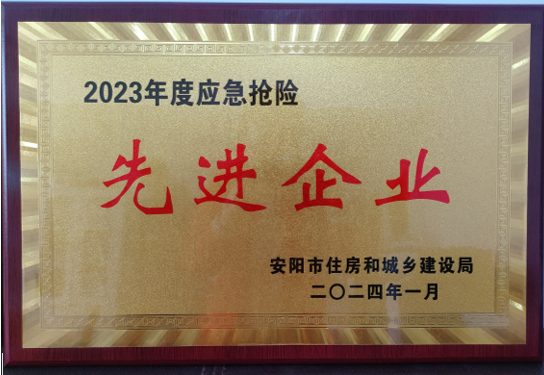 2023年度应急抢险
先进企业
安阳市住房和城乡建设局
二〇二四年一月